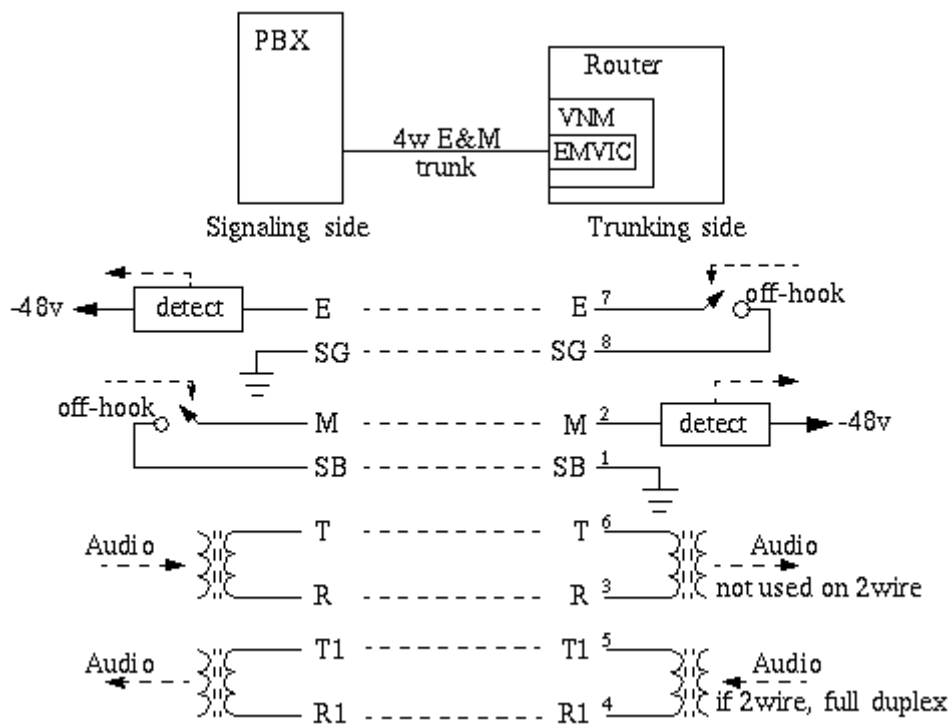 PBX
Router
VNM
EMVIC
4w E&M
trunk
Signaling side
Trunking side
-48v
detect
E
E
7
off-hook
SG
SG
8
off-hook
M
M
2
detect
-48v
SB
SB
1
T
T
6
Audio
Audio
not used on 2wire
R
R
3
T1
T1
5
Audio
Audio
if 2wire, full duplex
R1
R1
4